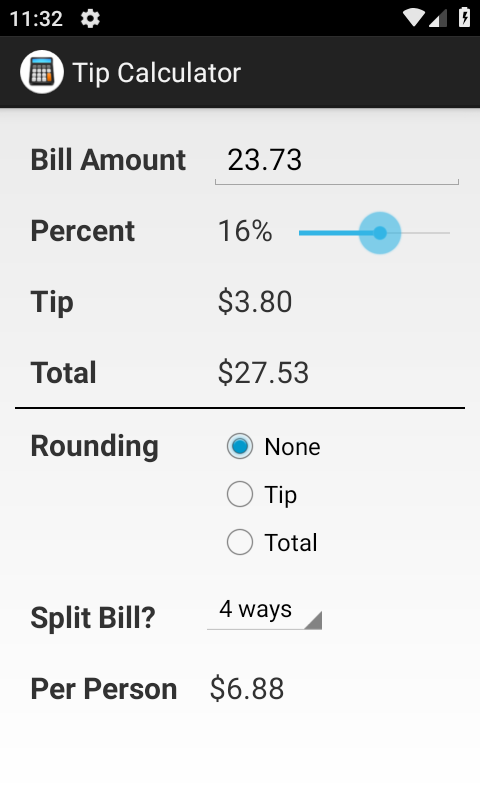 11:32
Tip Calculator
Bill Amount 23.73
Percent 16%
Tip $3.80
Total $27.53
Rounding None
Tip
Total
Split Bill? 4 ways
Per Person $6.88